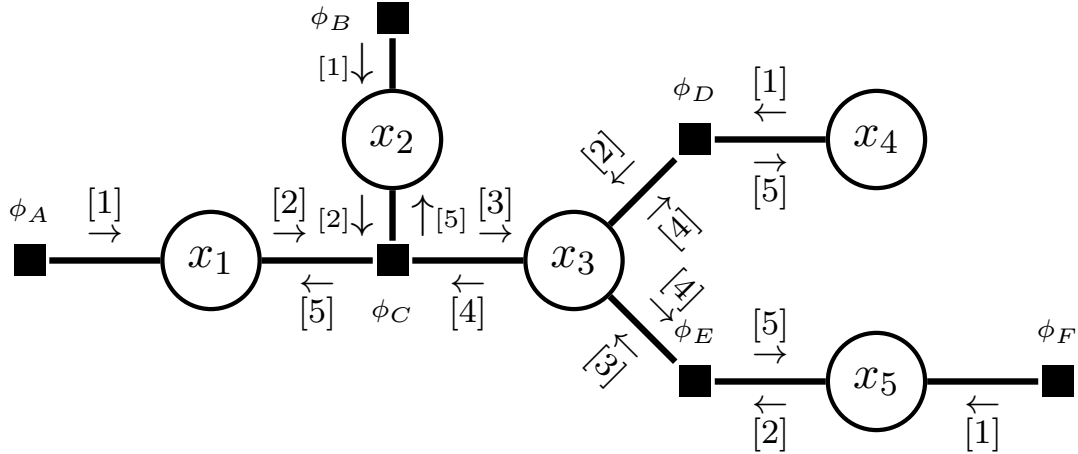 ϕ_B
[1]↓
x_2
ϕ_D
[1]
←
x_4
→
[5]
[2]
↙
↗
[4]
ϕ_A
[1]
→
x_1
[2]
→
[2]↓
↑[5]
[3]
→
x_3
←
[5]
ϕ_C
←
[4]
[4]
↘
↖
[3]
ϕ_E
[5]
→
x_5
←
[2]
ϕ_F
←
[1]